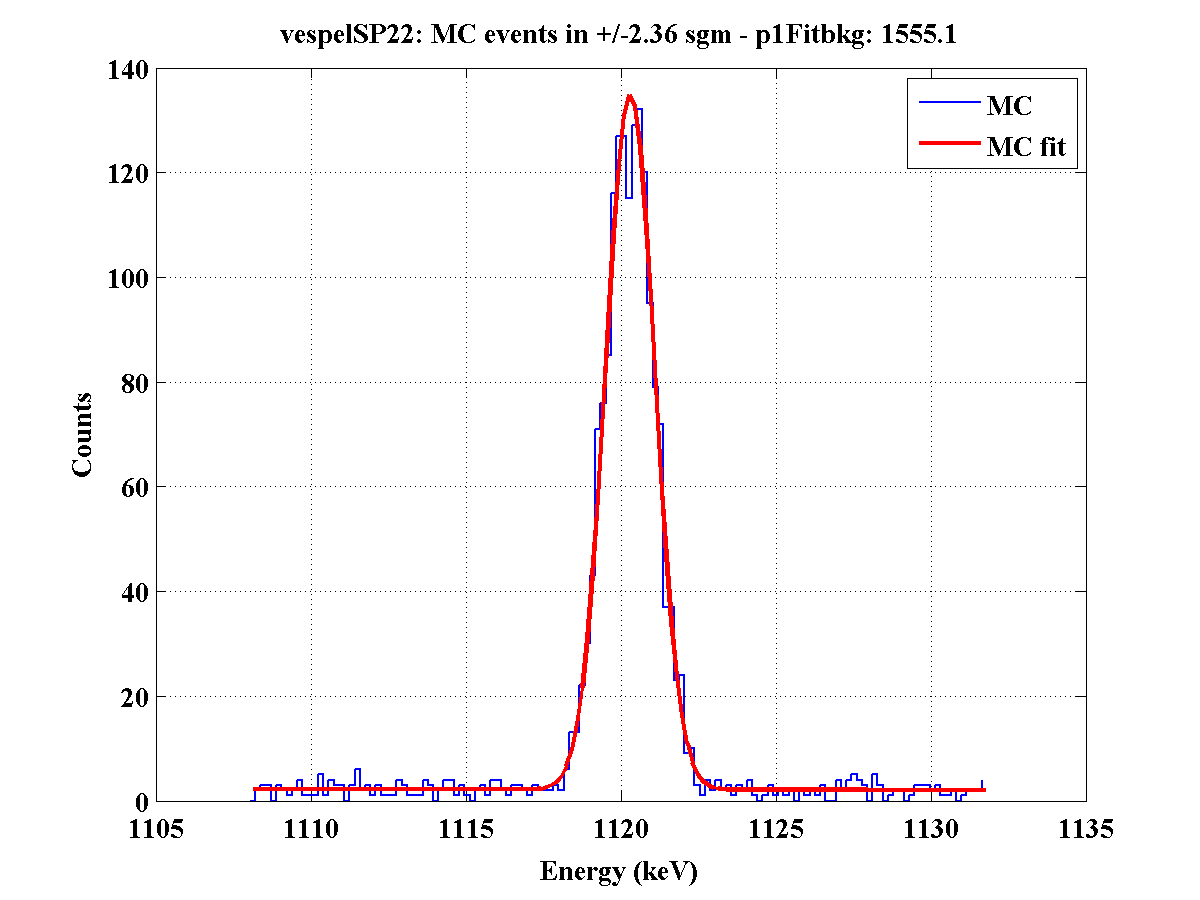 vespelSP22: MC events in +/-2.36 sgm - p1Fitbkg: 1555.1
140
120
100
80
60
40
20
0
Counts
MC
MC fit
1105 1110 1115 1120 1125 1130 1135
Energy (keV)